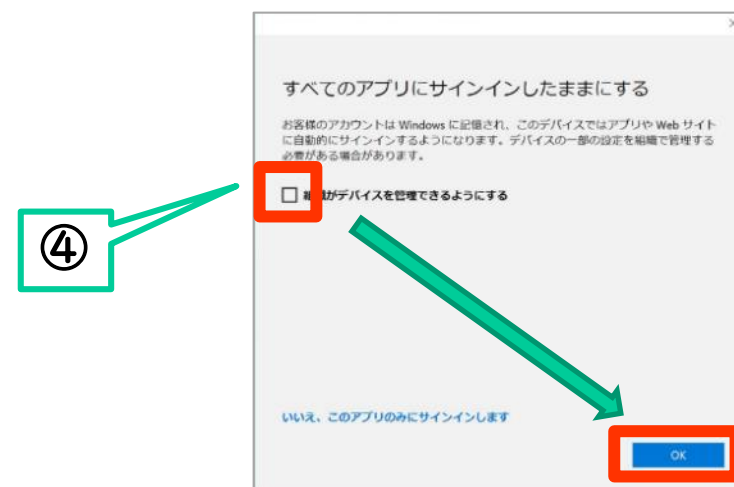 すべてのアプリにサインインしたままにする
お客様のアカウントは Windows に記憶され、このデバイスではアプリや Web サイト
に自動的にサインインするようになります。デバイスの一部の設定を組織で管理する
必要がある場合があります。
組織がデバイスを管理できるようにする
④
いいえ、このアプリのみにサインインします
OK